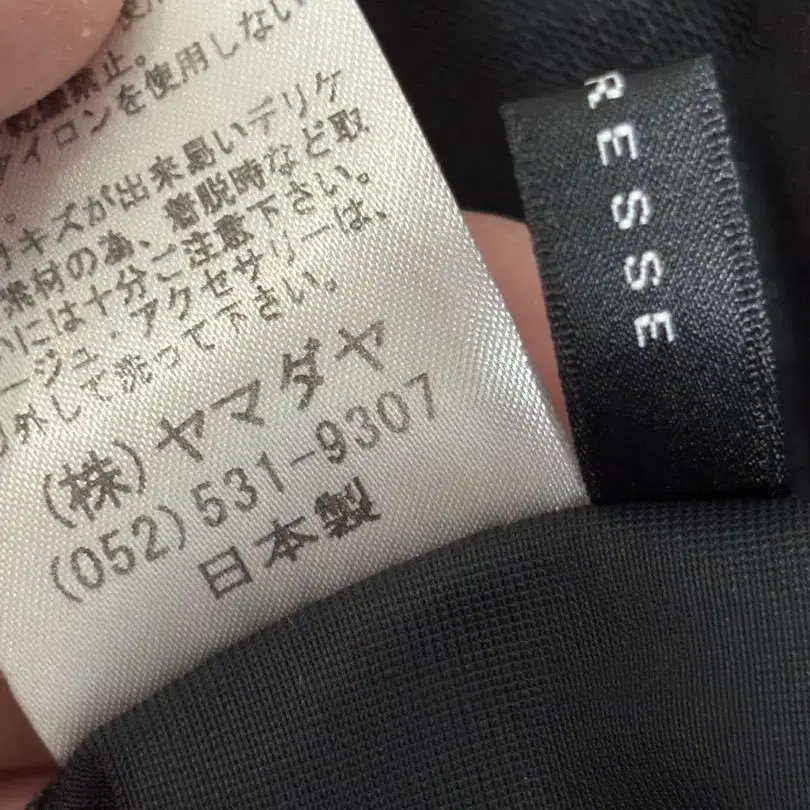 使用しない
乾燥禁止。
アイロンを使用しない
キズが出来易いデリケ
素材の為、着脱時など取
いには十分ご注意下さい。
ージュ・アクセサリーは、
外して洗って下さい。
(株)ヤマダヤ
(052)531-9307
日本製
RESSE